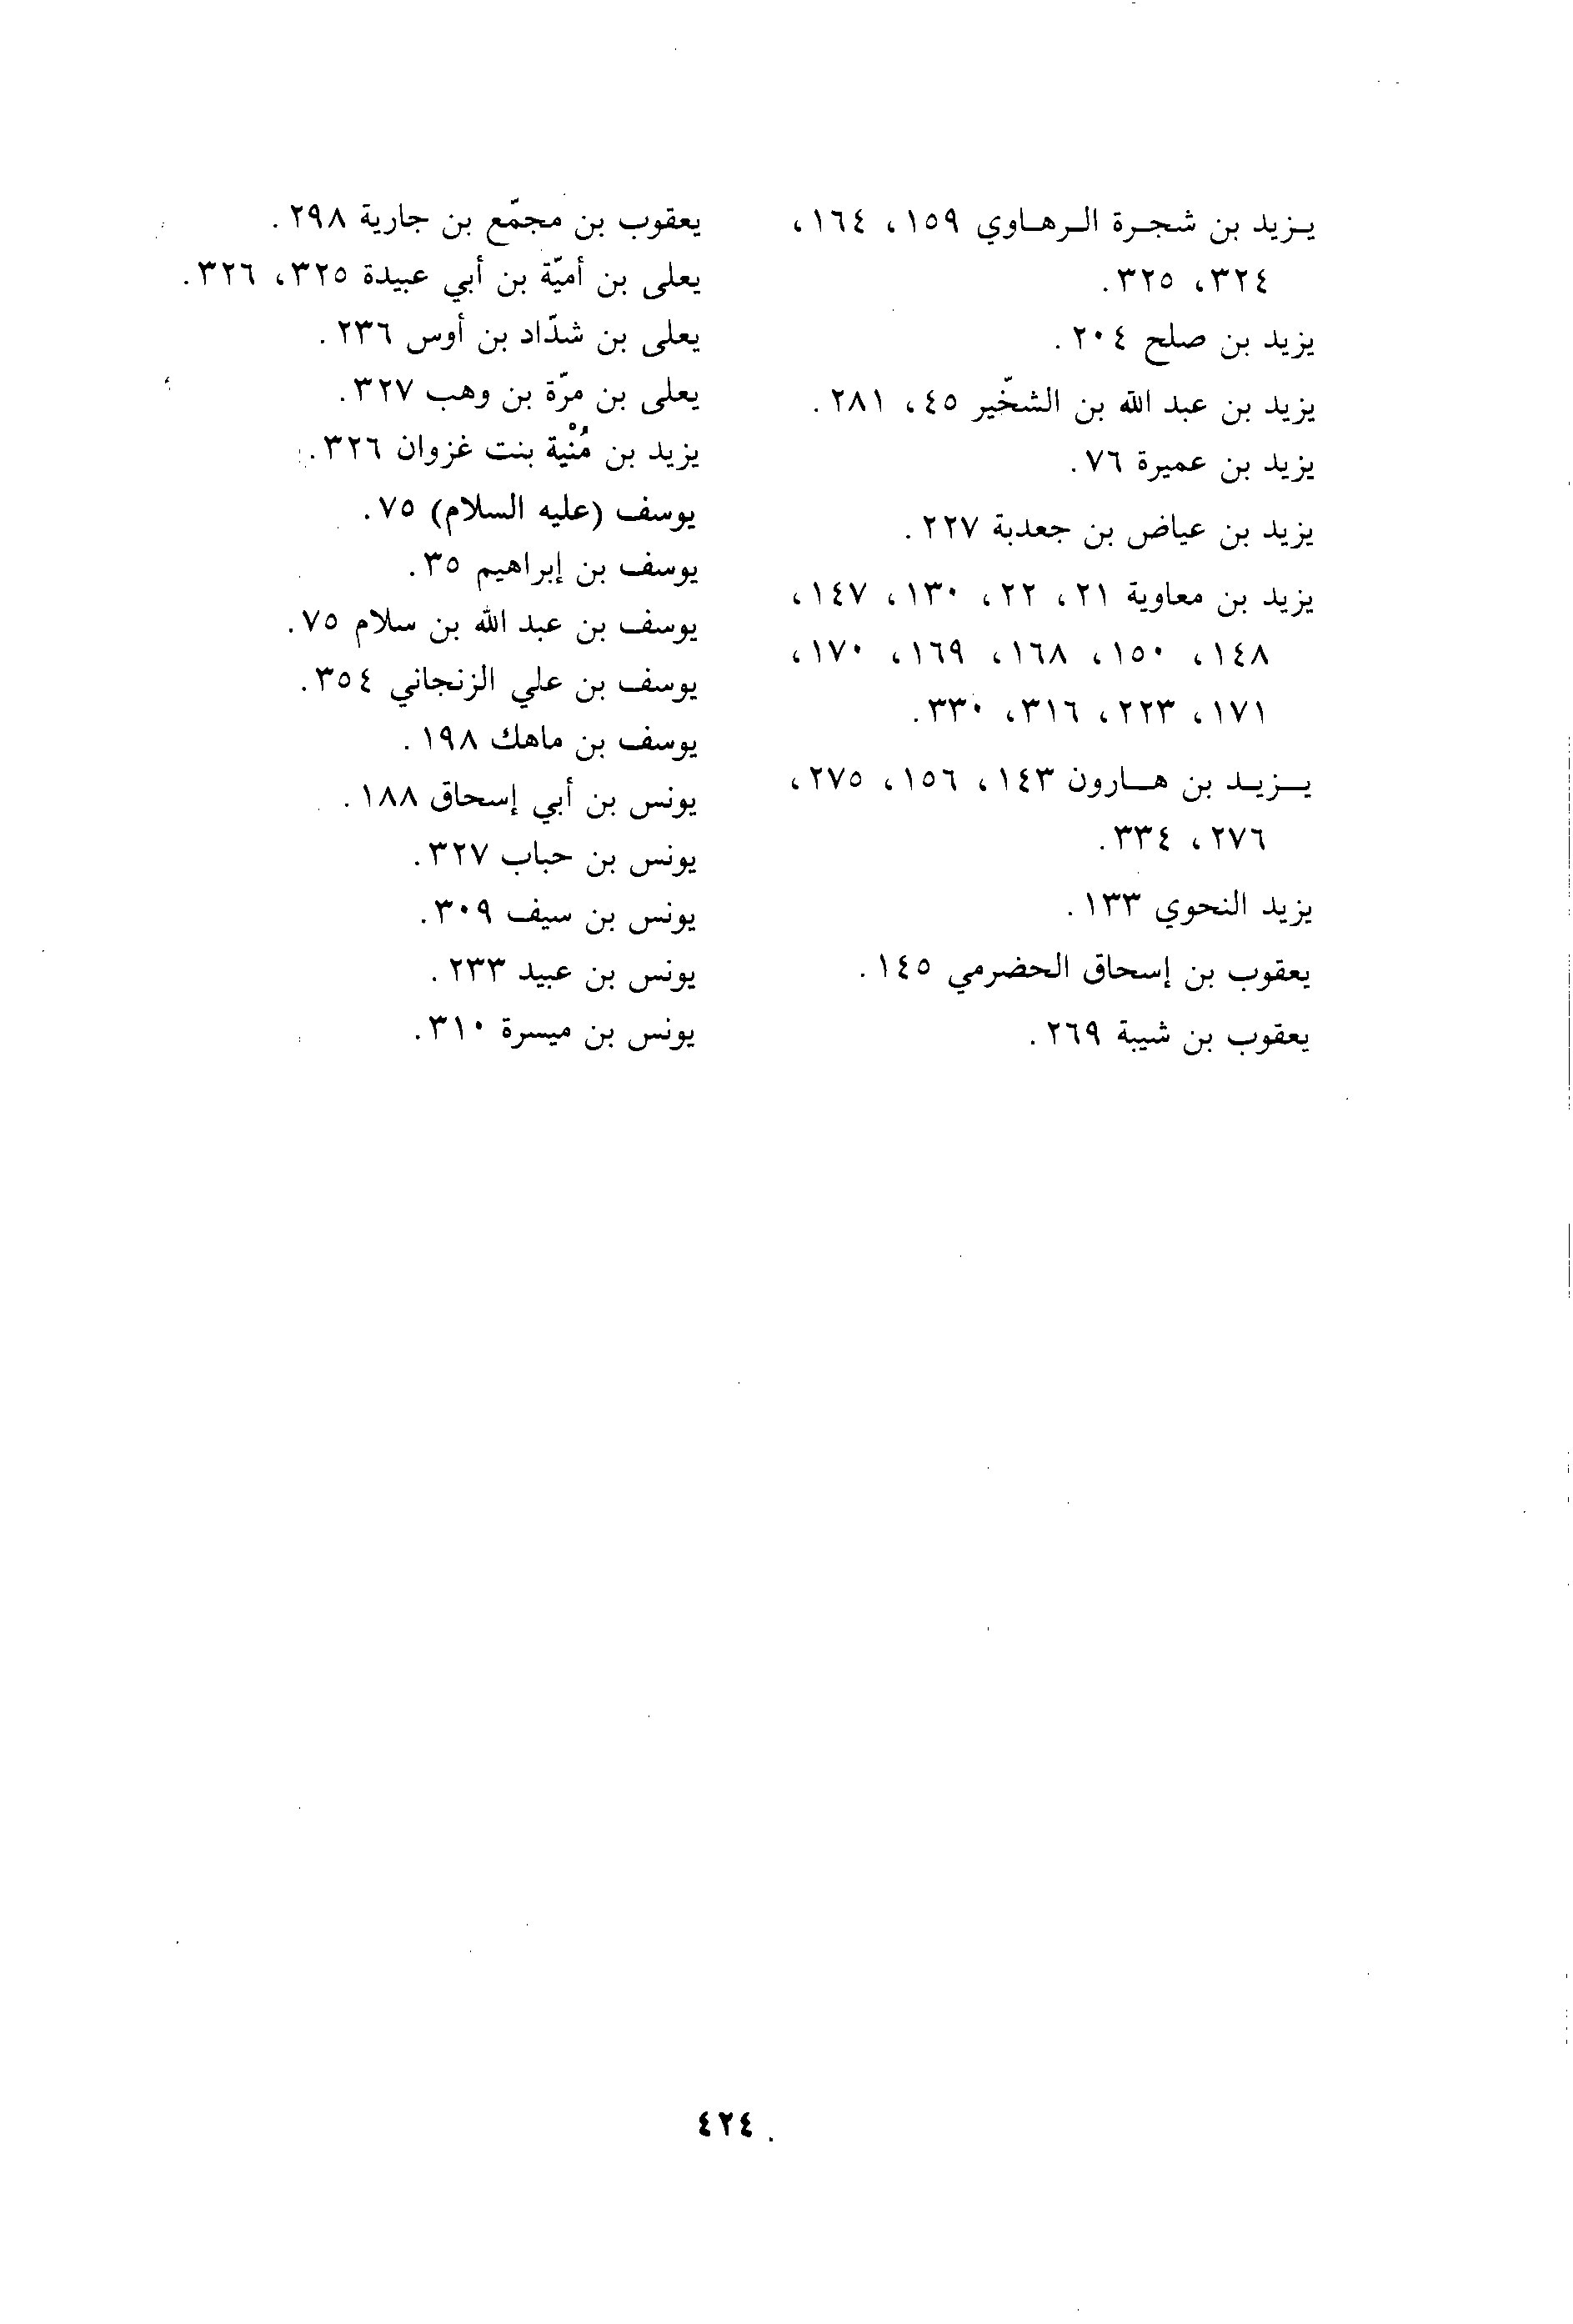 يـزيد بن شجـرة الـرهـاوي ١٥٩، ١٦٤،
٣٢٤، ٣٢٥.
يزيد بن صلح ٢٠٤.
يزيد بن عبد الله بن الشخّير ٤٥، ٢٨١.
يزيد بن عميرة ٧٦.
يزيد بن عياض بن جعدبة ٢٢٧.
يزيد بن معاوية ٢١، ٢٢، ١٣٠، ١٤٧،
١٤٨، ١٥٠، ١٦٨، ١٦٩، ١٧٠،
١٧١، ٢٢٣، ٣١٦، ٣٣٠.
يـزيـد بن هـارون ١٤٣، ١٥٦، ٢٧٥،
٢٧٦، ٣٣٤.
يزيد النحوي ١٣٣.
يعقوب بن إسحاق الحضرمي ١٤٥.
يعقوب بن شيبة ٢٦٩.
يعقوب بن مجمّع بن جارية ٢٩٨.
يعلى بن أميّة بن أبي عبيدة ٣٢٥، ٣٢٦.
يعلى بن شدّاد بن أوس ٢٣٦.
يعلى بن مرّة بن وهب ٣٢٧.
يزيد بن مُنْية بنت غزوان ٣٢٦.
يوسف (عليه السلام) ٧٥.
يوسف بن إبراهيم ٣٥.
يوسف بن عبد الله بن سلام ٧٥.
يوسف بن علي الزنجاني ٣٥٤.
يوسف بن ماهك ١٩٨.
يونس بن أبي إسحاق ١٨٨.
يونس بن حباب ٣٢٧.
يونس بن سيف ٣٠٩.
يونس بن عبيد ٢٣٣.
يونس بن ميسرة ٣١٠.
٤٢٤